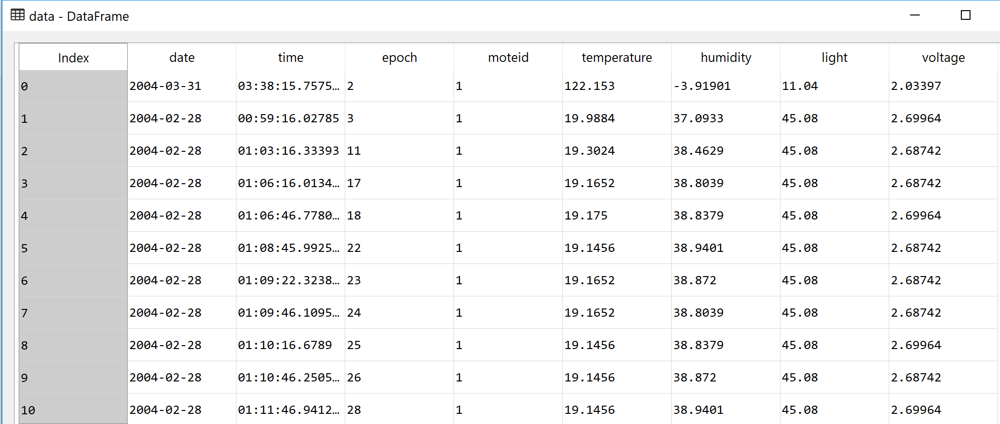 data - DataFrame
Index date time epoch moteid temperature humidity light voltage
0 2004-03-31 03:38:15.7575… 2 1 122.153 -3.91901 11.04 2.03397
1 2004-02-28 00:59:16.02785 3 1 19.9884 37.0933 45.08 2.69964
2 2004-02-28 01:03:16.33393 11 1 19.3024 38.4629 45.08 2.68742
3 2004-02-28 01:06:16.0134… 17 1 19.1652 38.8039 45.08 2.68742
4 2004-02-28 01:06:46.7780… 18 1 19.175 38.8379 45.08 2.69964
5 2004-02-28 01:08:45.9925… 22 1 19.1456 38.9401 45.08 2.68742
6 2004-02-28 01:09:22.3238… 23 1 19.1652 38.872 45.08 2.68742
7 2004-02-28 01:09:46.1095… 24 1 19.1652 38.8039 45.08 2.68742
8 2004-02-28 01:10:16.6789 25 1 19.1456 38.8379 45.08 2.69964
9 2004-02-28 01:10:46.2505… 26 1 19.1456 38.872 45.08 2.68742
10 2004-02-28 01:11:46.9412… 28 1 19.1456 38.9401 45.08 2.69964